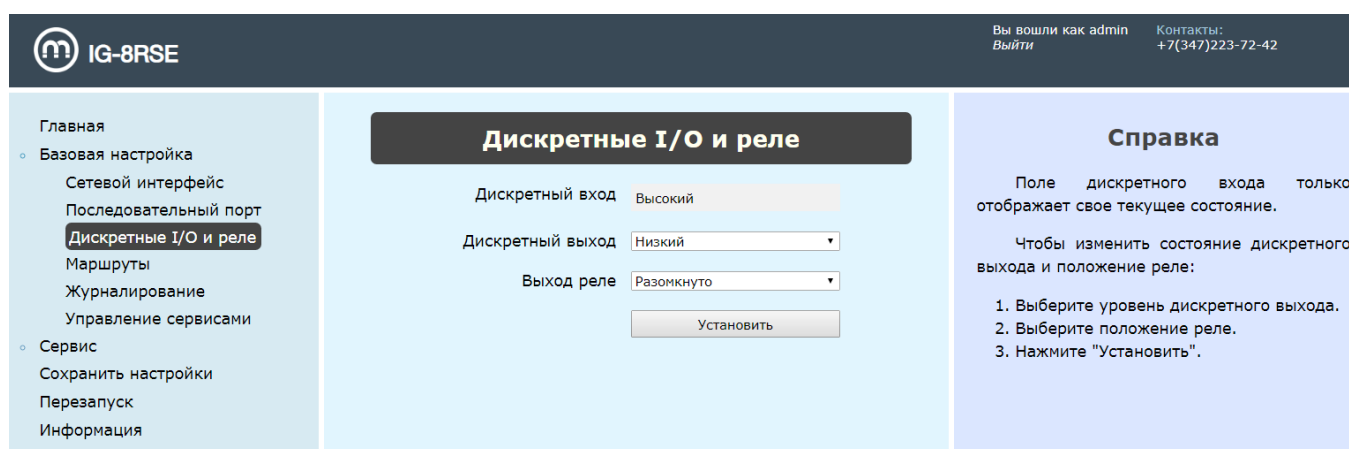 IG-8RSE
Вы вошли как admin
Выйти
Контакты:
+7(347)223-72-42
Главная
Базовая настройка
Сетевой интерфейс
Последовательный порт
Дискретные I/O и реле
Маршруты
Журналирование
Управление сервисами
Сервис
Сохранить настройки
Перезапуск
Информация
Дискретные I/O и реле
Дискретный вход Высокий
Дискретный выход Низкий
Выход реле Разомкнуто
Установить
Справка
Поле дискретного входа только
отображает свое текущее состояние.
Чтобы изменить состояние дискретного
выхода и положение реле:
1. Выберите уровень дискретного выхода.
2. Выберите положение реле.
3. Нажмите "Установить".